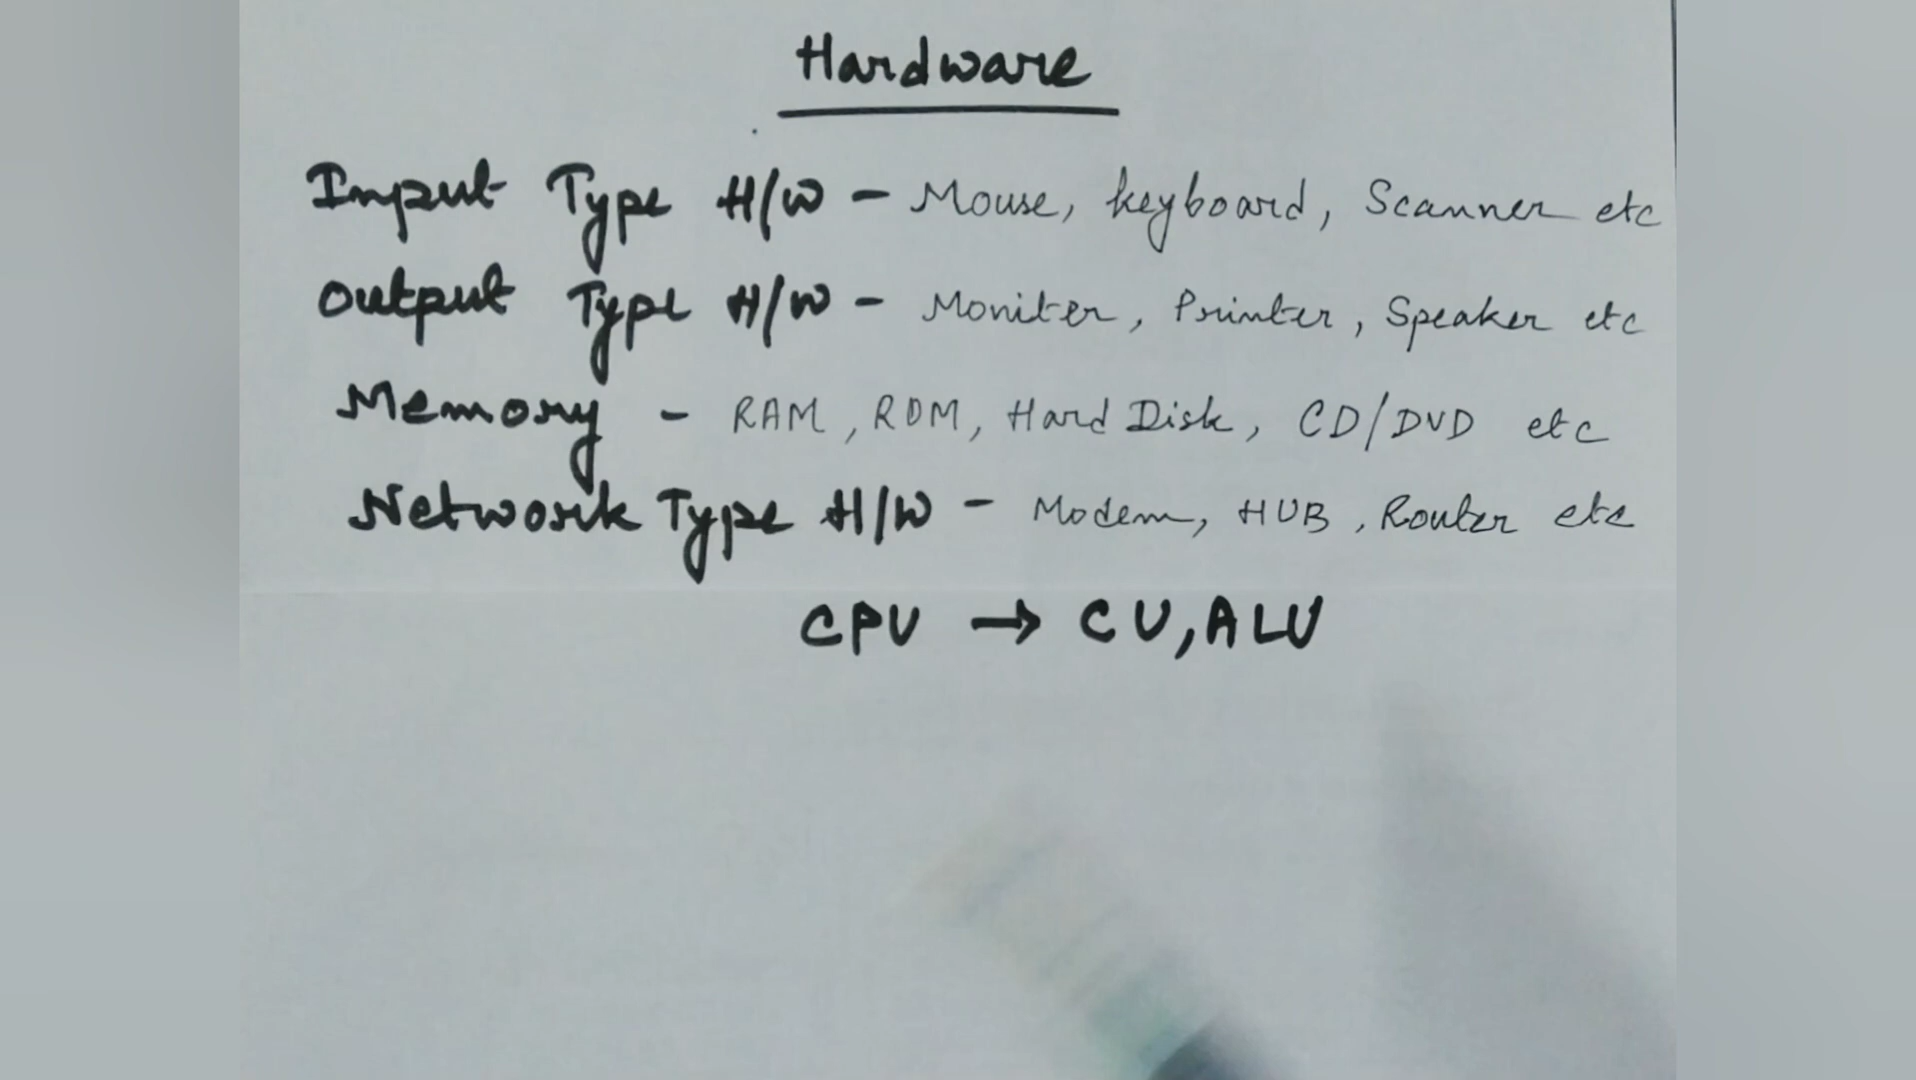 Hardware
Input Type H/W - Mouse, keyboard, Scanner etc
Output Type H/W - Moniter, Printer, Speaker etc
Memory - RAM, ROM, Hard Disk, CD/DVD etc
Network Type H/W - Modem, HUB, Router etc
CPU → CU, ALU